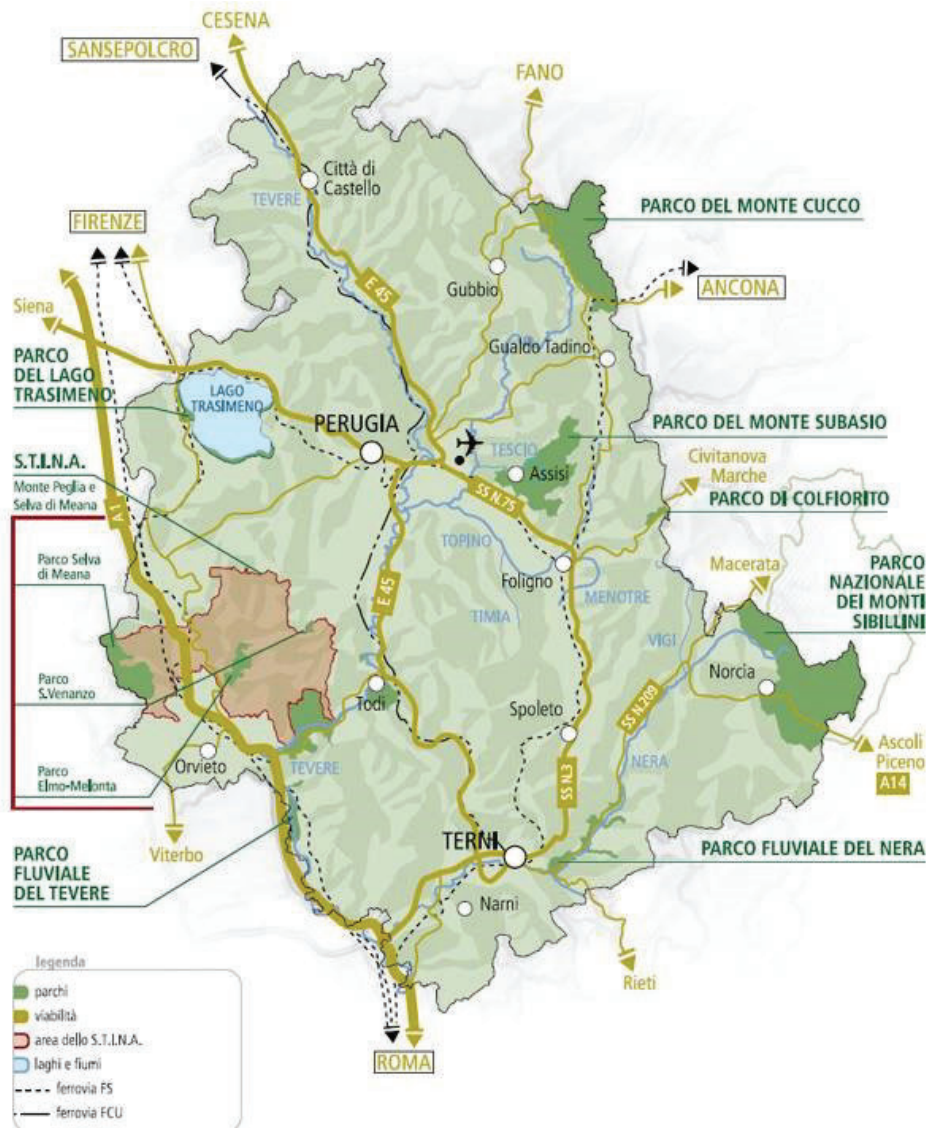 CESENA
SANSEPOLCRO
FANO
Città di
Castello
TEVERE
PARCO DEL MONTE CUCCO
FIRENZE
E 45
Gubbio
ANCONA
Siena
Gualdo Tadino
PARCO
DEL LAGO
TRASIMENO
LAGO
TRASIMENO
PERUGIA
PARCO DEL MONTE SUBASIO
TESCIO
Assisi
Civitanova
Marche
S.T.I.N.A.
Monte Peglia e
Selva di Meana
SS N.75
PARCO DI COLFIORITO
A1
TOPINO
Foligno
Macerata
PARCO
NAZIONALE
DEI MONTI
SIBILLINI
Parco Selva
di Meana
E 45
MENOTRE
TIMIA
VIGI
Norcia
Parco
S.Venanzo
Todi
Spoleto
SS N.209
Orvieto
TEVERE
SS N.3
NERA
Ascoli
Piceno
A14
Parco
Elmo-Melonta
Viterbo
TERNI
PARCO FLUVIALE DEL NERA
PARCO
FLUVIALE
DEL TEVERE
Narni
Rieti
ROMA
legenda
parchi
viabilità
area dello S.T.I.N.A.
laghi e fiumi
ferrovia FS
ferrovia FCU